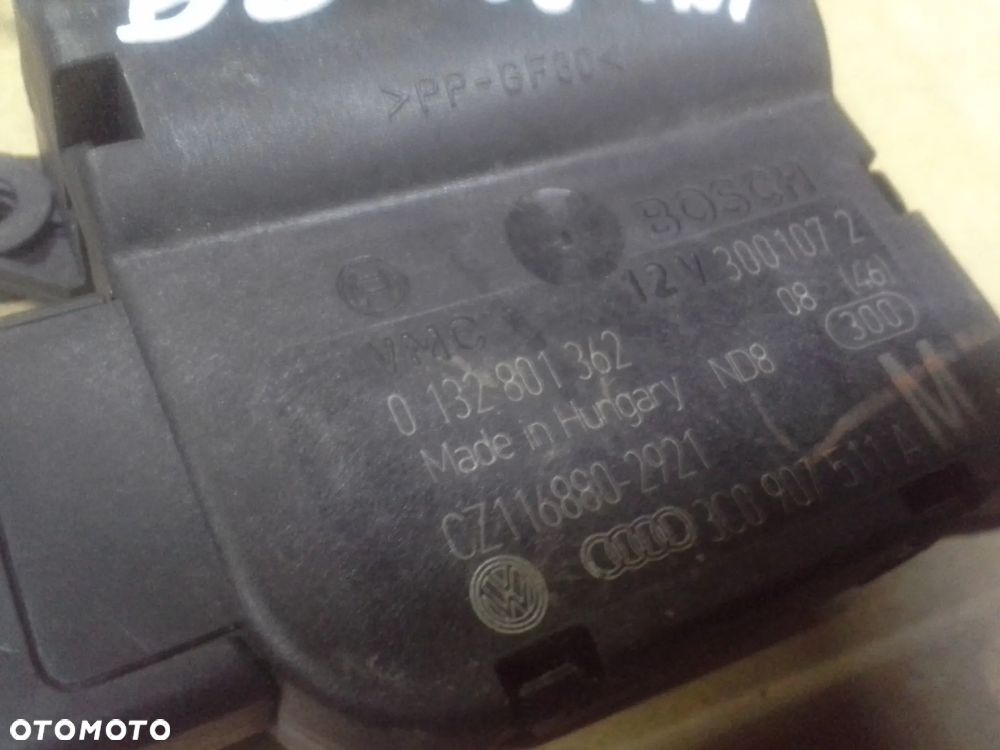 >PP-GF30<
BOSCH
12V 300107 2
VMC
08 (46)
300
0 132 801 362
Made in Hungary ND8
CZ116880-2921
3C0 907 511 A
M
OTOMOTO